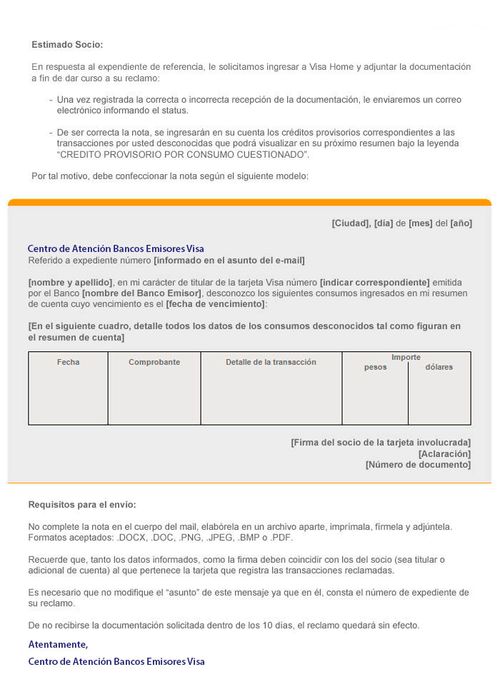 Estimado Socio:
En respuesta al expendiente de referencia, le solicitamos ingresar a Visa Home y adjuntar la documentación
a fin de dar curso a su reclamo:
- Una vez registrada la correcta o incorrecta recepción de la documentación, le enviaremos un correo
electrónico informando el status.
- De ser correcta la nota, se ingresarán en su cuenta los créditos provisorios correspondientes a las
transacciones por usted desconocidas que podrá visualizar en su próximo resumen bajo la leyenda
"CREDITO PROVISORIO POR CONSUMO CUESTIONADO".
Por tal motivo, debe confeccionar la nota según el siguiente modelo:
[Ciudad], [día] de [mes] del [año]
Centro de Atención Bancos Emisores Visa
Referido a expediente número [informado en el asunto del e-mail]
[nombre y apellido], en mi carácter de titular de la tarjeta Visa número [indicar correspondiente] emitida
por el Banco [nombre del Banco Emisor], desconozco los siguientes consumos ingresados en mi resumen
de cuenta cuyo vencimiento es el [fecha de vencimiento]:
[En el siguiente cuadro, detalle todos los datos de los consumos desconocidos tal como figuran en
el resumen de cuenta]
Fecha Comprobante Detalle de la transacción Importe
pesos dólares
[Firma del socio de la tarjeta involucrada]
[Aclaración]
[Número de documento]
Requisitos para el envío:
No complete la nota en el cuerpo del mail, elabórela en un archivo aparte, imprímala, fírmela y adjúntela.
Formatos aceptados: .DOCX, .DOC, .PNG, .JPEG, .BMP o .PDF.
Recuerde que, tanto los datos informados, como la firma deben coincidir con los del socio (sea titular o
adicional de cuenta) al que pertenece la tarjeta que registra las transacciones reclamadas.
Es necesario que no modifique el "asunto" de este mensaje ya que en él, consta el número de expediente de
su reclamo.
De no recibirse la documentación solicitada dentro de los 10 días, el reclamo quedará sin efecto.
Atentamente,
Centro de Atención Bancos Emisores Visa